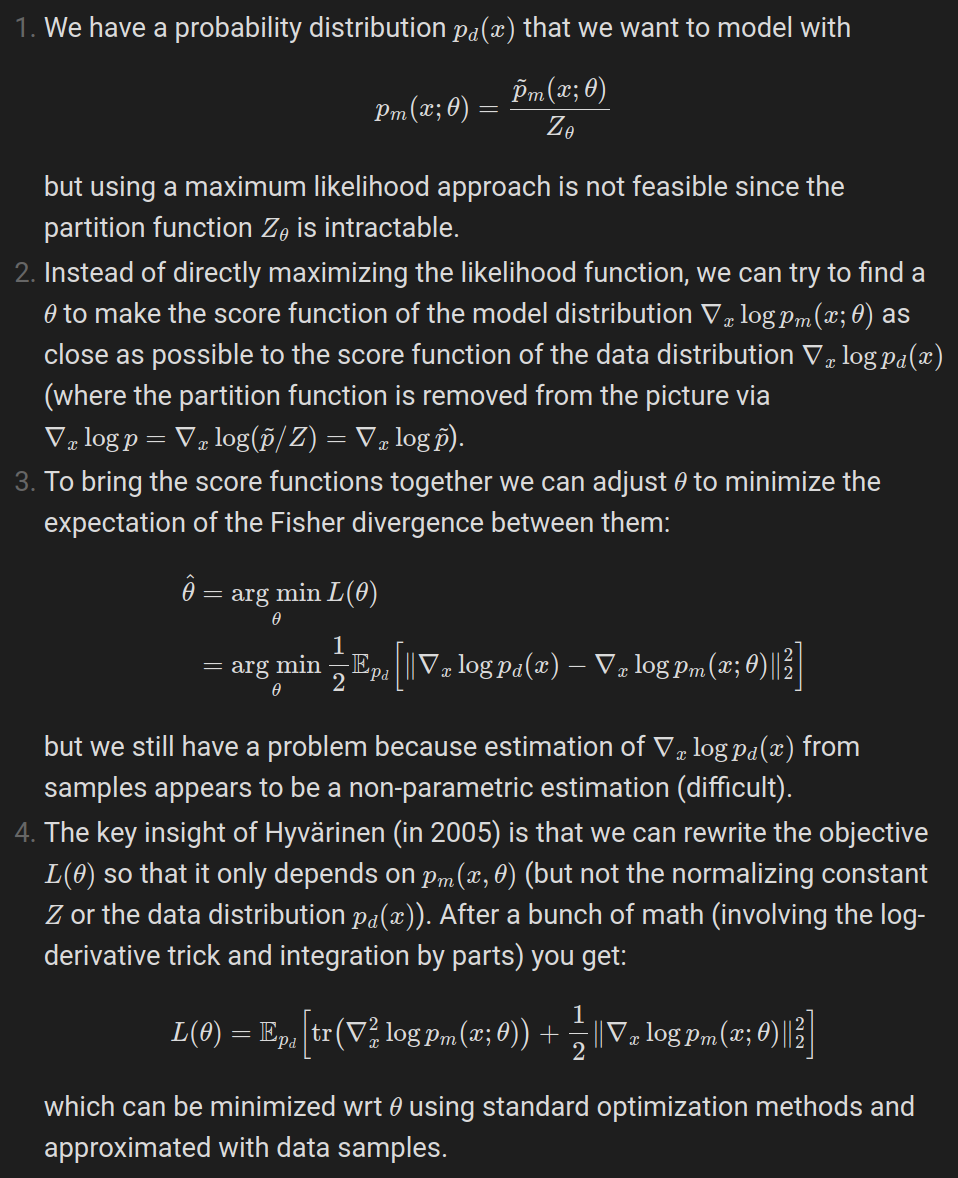 1. We have a probability distribution p_d(x) that we want to model with
p_m(x; θ) = p̃_m(x; θ) / Z_θ
but using a maximum likelihood approach is not feasible since the
partition function Z_θ is intractable.
2. Instead of directly maximizing the likelihood function, we can try to find a
θ to make the score function of the model distribution ∇_x log p_m(x; θ) as
close as possible to the score function of the data distribution ∇_x log p_d(x)
(where the partition function is removed from the picture via
∇_x log p = ∇_x log(p̃/Z) = ∇_x log p̃).
3. To bring the score functions together we can adjust θ to minimize the
expectation of the Fisher divergence between them:
θ̂ = arg min_θ L(θ)
= arg min_θ 1/2 𝔼_{p_d} [‖∇_x log p_d(x) − ∇_x log p_m(x; θ)‖_2^2]
but we still have a problem because estimation of ∇_x log p_d(x) from
samples appears to be a non-parametric estimation (difficult).
4. The key insight of Hyvärinen (in 2005) is that we can rewrite the objective
L(θ) so that it only depends on p_m(x, θ) (but not the normalizing constant
Z or the data distribution p_d(x)). After a bunch of math (involving the log-
derivative trick and integration by parts) you get:
L(θ) = 𝔼_{p_d} [tr(∇_x^2 log p_m(x; θ)) + 1/2 ‖∇_x log p_m(x; θ)‖_2^2]
which can be minimized wrt θ using standard optimization methods and
approximated with data samples.